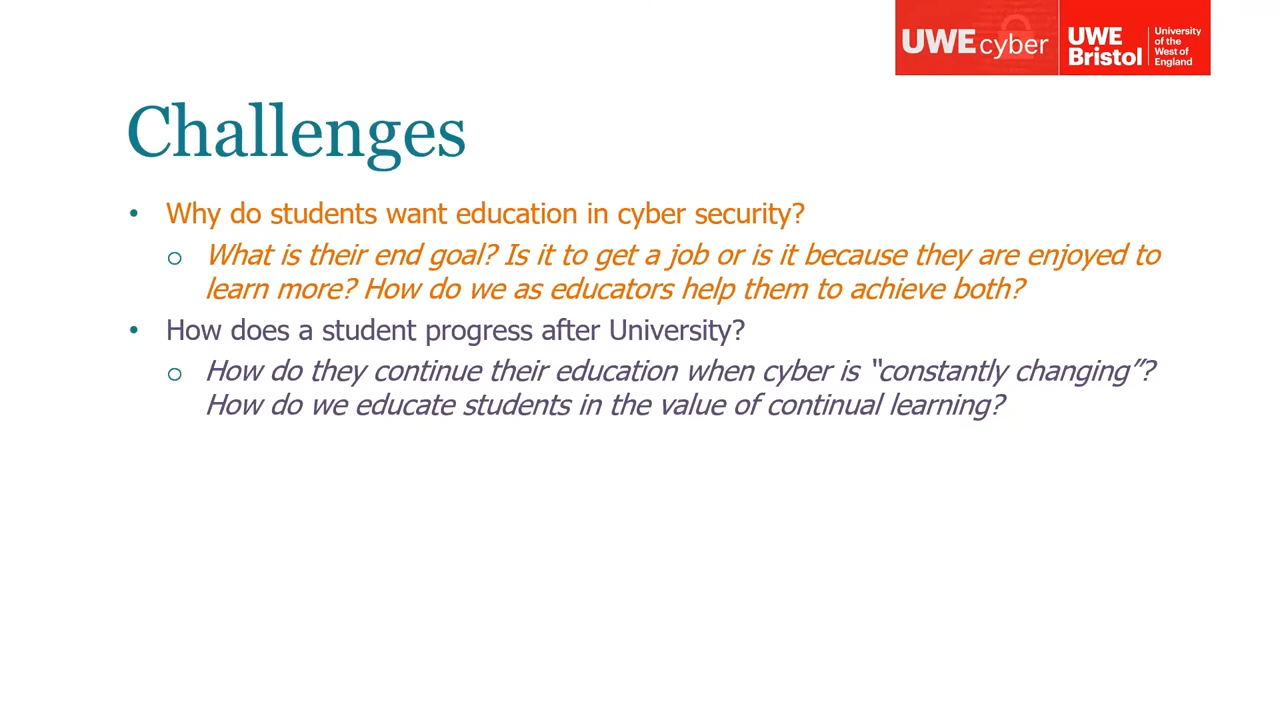 UWE cyber
UWE Bristol
University of the West of England
Challenges
• Why do students want education in cyber security?
o What is their end goal? Is it to get a job or is it because they are enjoyed to
learn more? How do we as educators help them to achieve both?
• How does a student progress after University?
o How do they continue their education when cyber is “constantly changing”?
How do we educate students in the value of continual learning?